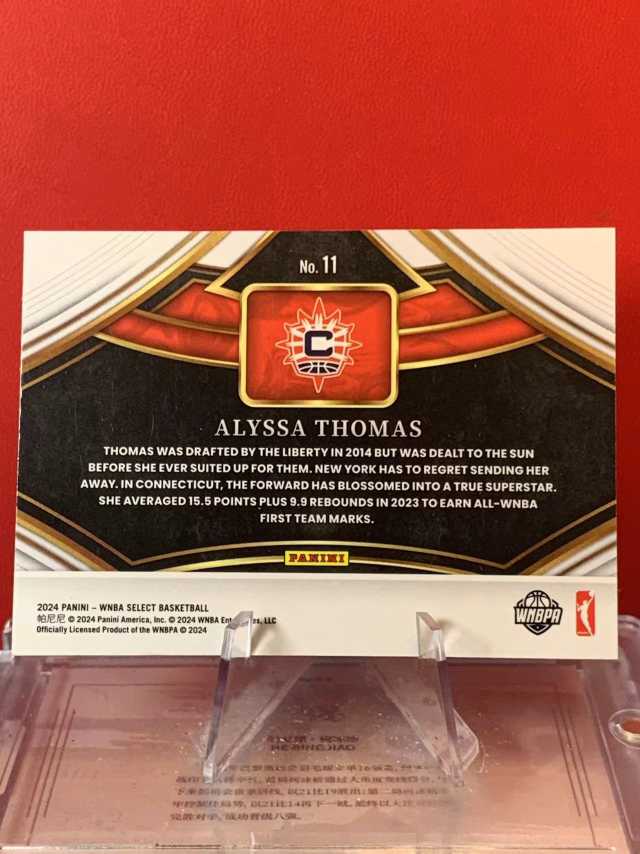 No. 11
C
ALYSSA THOMAS
THOMAS WAS DRAFTED BY THE LIBERTY IN 2014 BUT WAS DEALT TO THE SUN
BEFORE SHE EVER SUITED UP FOR THEM. NEW YORK HAS TO REGRET SENDING HER
AWAY. IN CONNECTICUT, THE FORWARD HAS BLOSSOMED INTO A TRUE SUPERSTAR.
SHE AVERAGED 15.5 POINTS PLUS 9.9 REBOUNDS IN 2023 TO EARN ALL-WNBA
FIRST TEAM MARKS.
PANINI
2024 PANINI – WNBA SELECT BASKETBALL
帕尼尼 © 2024 Panini America, Inc. © 2024 WNBA Ent es, LLC
Officially Licensed Product of the WNBPA © 2024
WNBPA
HE BINGJIAO